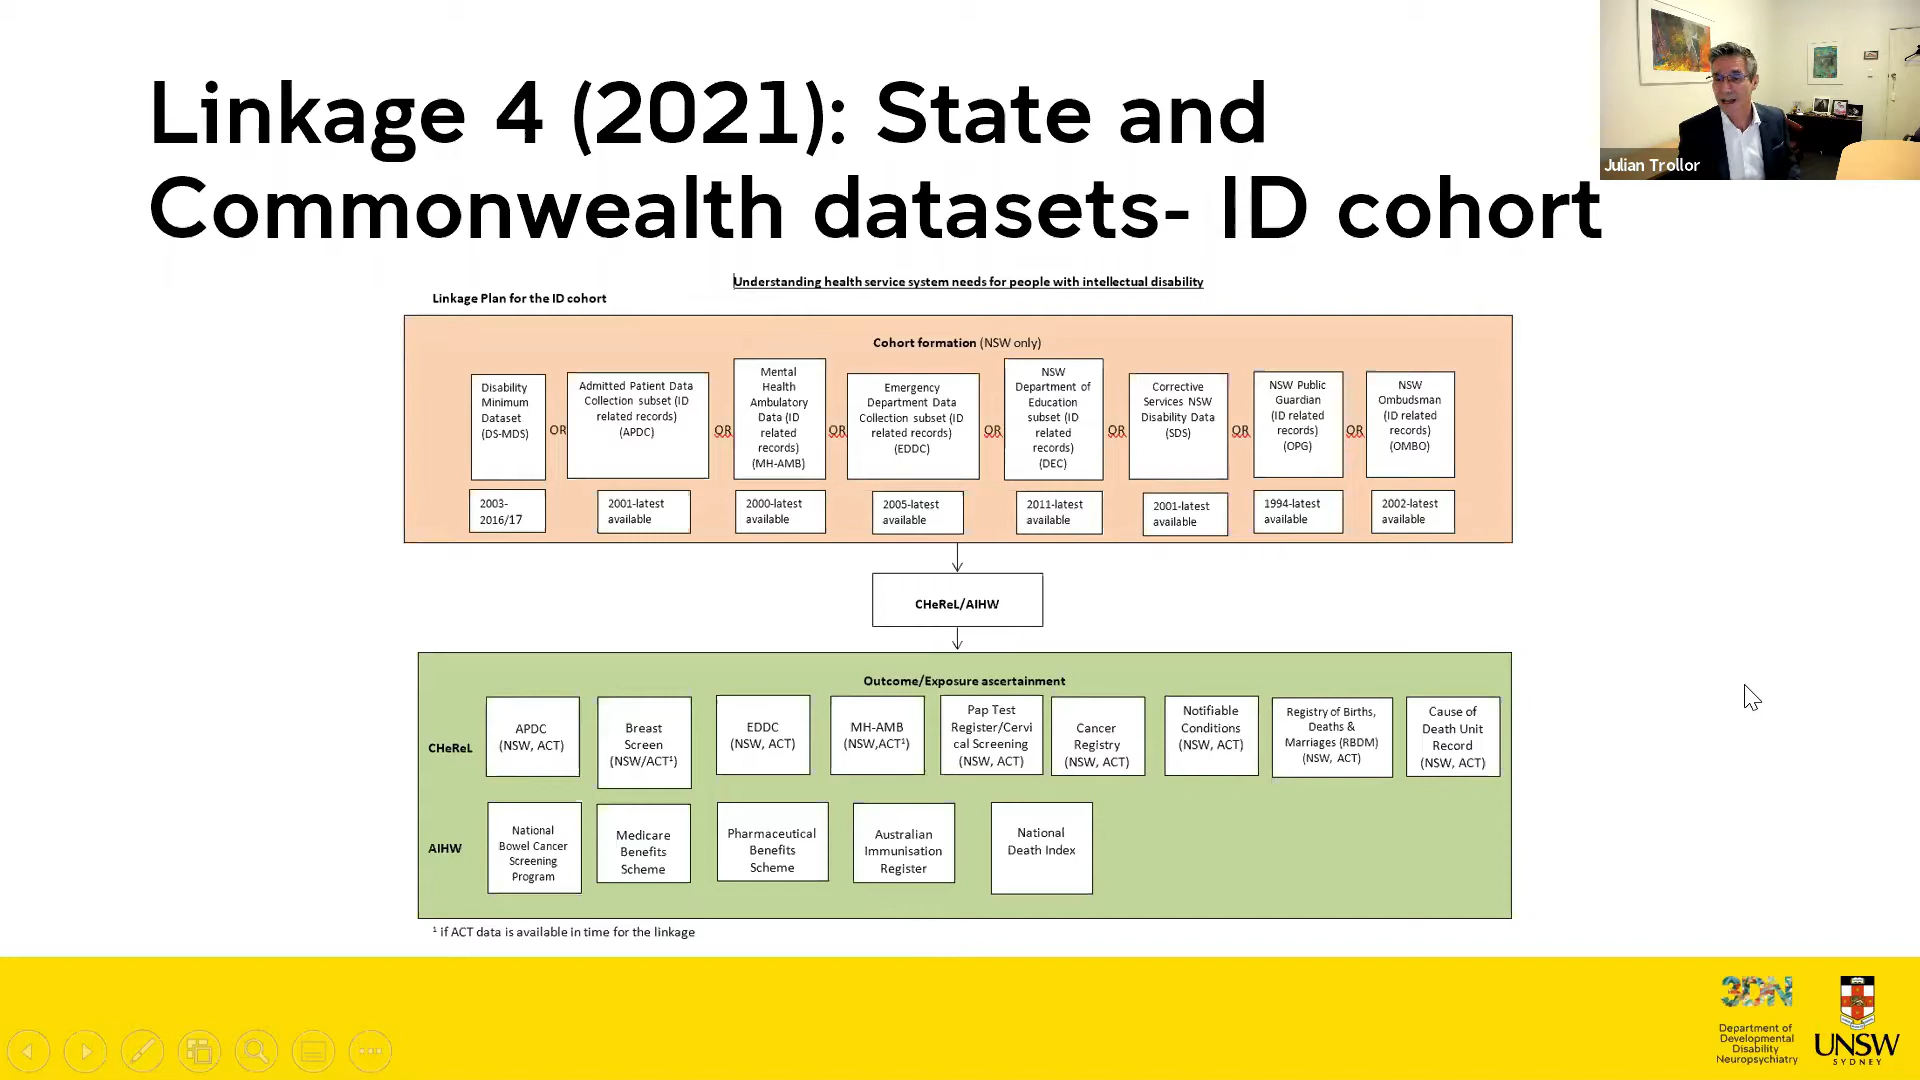 Linkage 4 (2021): State and
Commonwealth datasets- ID cohort
Julian Trollor
Understanding health service system needs for people with intellectual disability
Linkage Plan for the ID cohort
Cohort formation (NSW only)
Disability
Minimum
Dataset
(DS-MDS)
OR
Admitted Patient Data
Collection subset (ID
related records)
(APDC)
OR
Mental
Health
Ambulatory
Data (ID
related
records)
(MH-AMB)
OR
Emergency
Department Data
Collection subset (ID
related records)
(EDDC)
OR
NSW
Department of
Education
subset (ID
related
records)
(DEC)
OR
Corrective
Services NSW
Disability Data
(SDS)
OR
NSW Public
Guardian
(ID related
records)
(OPG)
OR
NSW
Ombudsman
(ID related
records)
(OMBO)
2003-
2016/17
2001-latest
available
2000-latest
available
2005-latest
available
2011-latest
available
2001-latest
available
1994-latest
available
2002-latest
available
CHeReL/AIHW
Outcome/Exposure ascertainment
CHeReL
APDC
(NSW, ACT)
Breast
Screen
(NSW/ACT¹)
EDDC
(NSW, ACT)
MH-AMB
(NSW,ACT¹)
Pap Test
Register/Cervi
cal Screening
(NSW, ACT)
Cancer
Registry
(NSW, ACT)
Notifiable
Conditions
(NSW, ACT)
Registry of Births,
Deaths &
Marriages (RBDM)
(NSW, ACT)
Cause of
Death Unit
Record
(NSW, ACT)
AIHW
National
Bowel Cancer
Screening
Program
Medicare
Benefits
Scheme
Pharmaceutical
Benefits
Scheme
Australian
Immunisation
Register
National
Death Index
¹ if ACT data is available in time for the linkage
3DN
Department of
Developmental
Disability
Neuropsychiatry
UNSW
SYDNEY